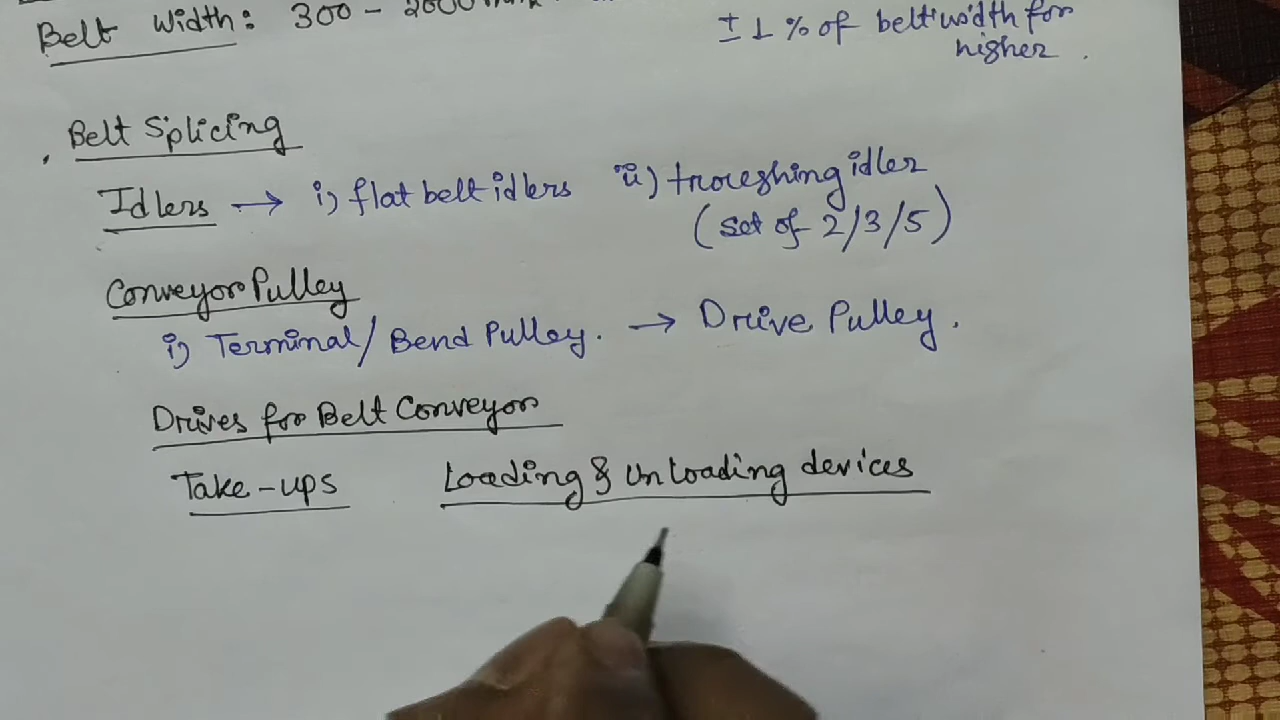 Belt width: 300 - 2000 mm
± 1 % of belt width for
higher.
Belt Splicing
Idlers → i) flat belt idlers ii) troughing idler
(set of 2/3/5)
Conveyor Pulley
i) Terminal/ Bend Pulley. → Drive Pulley.
Drives for Belt Conveyor
Take-ups Loading & Unloading devices